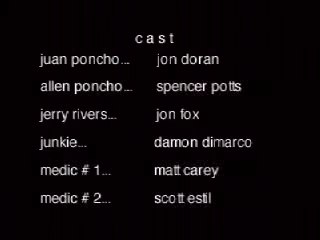 cast
juan poncho... jon doran
allen poncho... spencer potts
jerry rivers... jon fox
junkie... damon dimarco
medic # 1... matt carey
medic # 2... scott estil